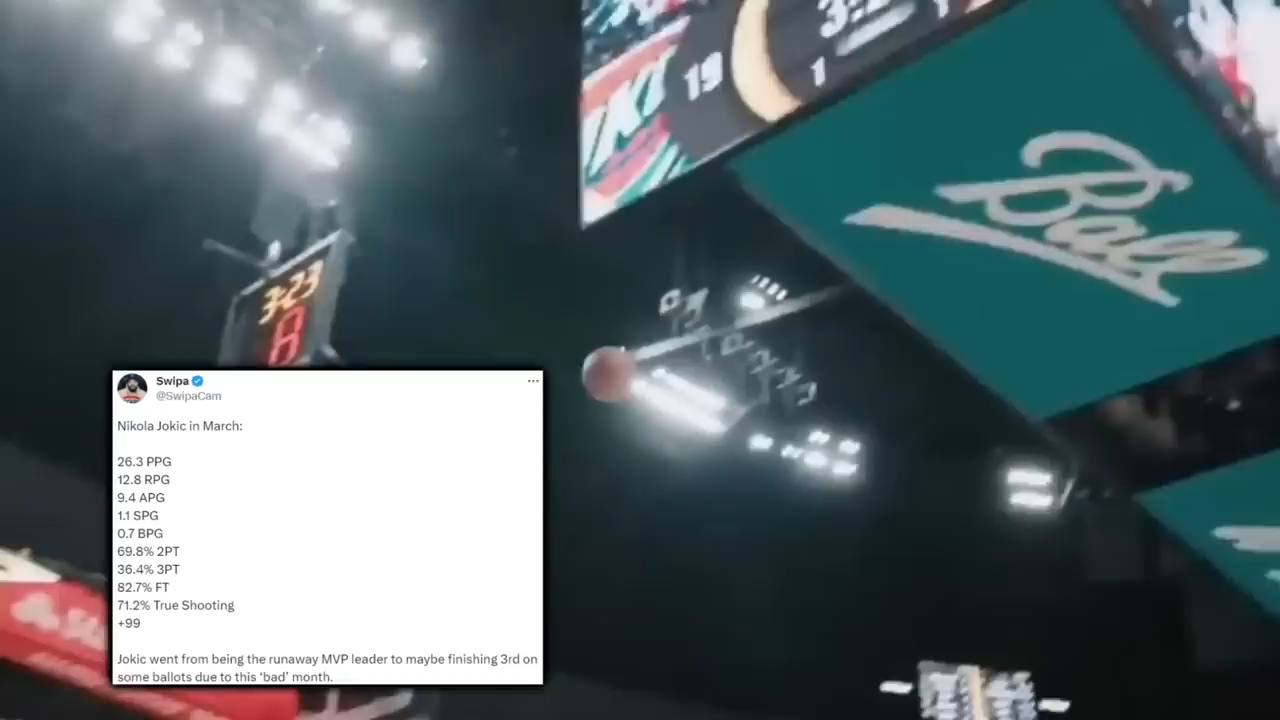 19
1
Ball
3:23
8
Swipa
@SwipaCam
Nikola Jokic in March:
26.3 PPG
12.8 RPG
9.4 APG
1.1 SPG
0.7 BPG
69.8% 2PT
36.4% 3PT
82.7% FT
71.2% True Shooting
+99
Jokic went from being the runaway MVP leader to maybe finishing 3rd on
some ballots due to this ‘bad’ month.